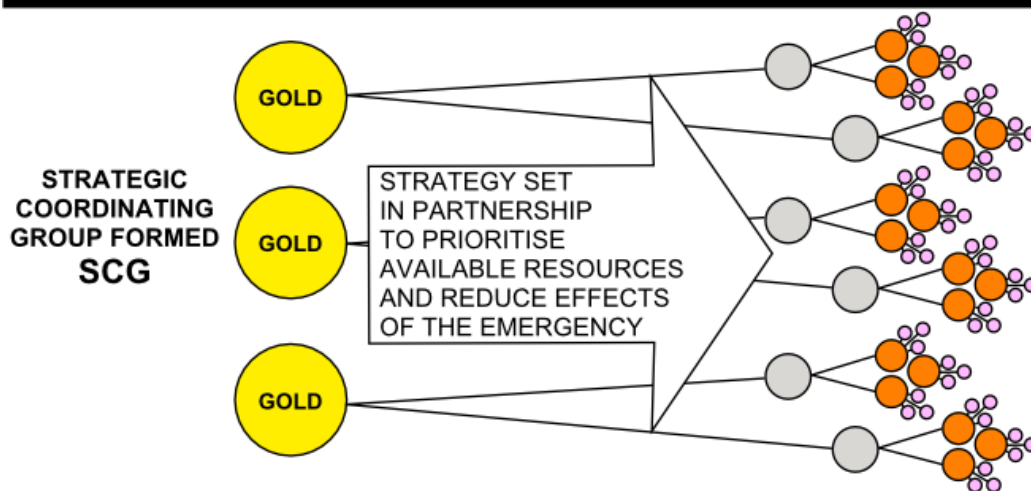 GOLD
STRATEGIC
COORDINATING
GROUP FORMED
SCG
GOLD
STRATEGY SET
IN PARTNERSHIP
TO PRIORITISE
AVAILABLE RESOURCES
AND REDUCE EFFECTS
OF THE EMERGENCY
GOLD